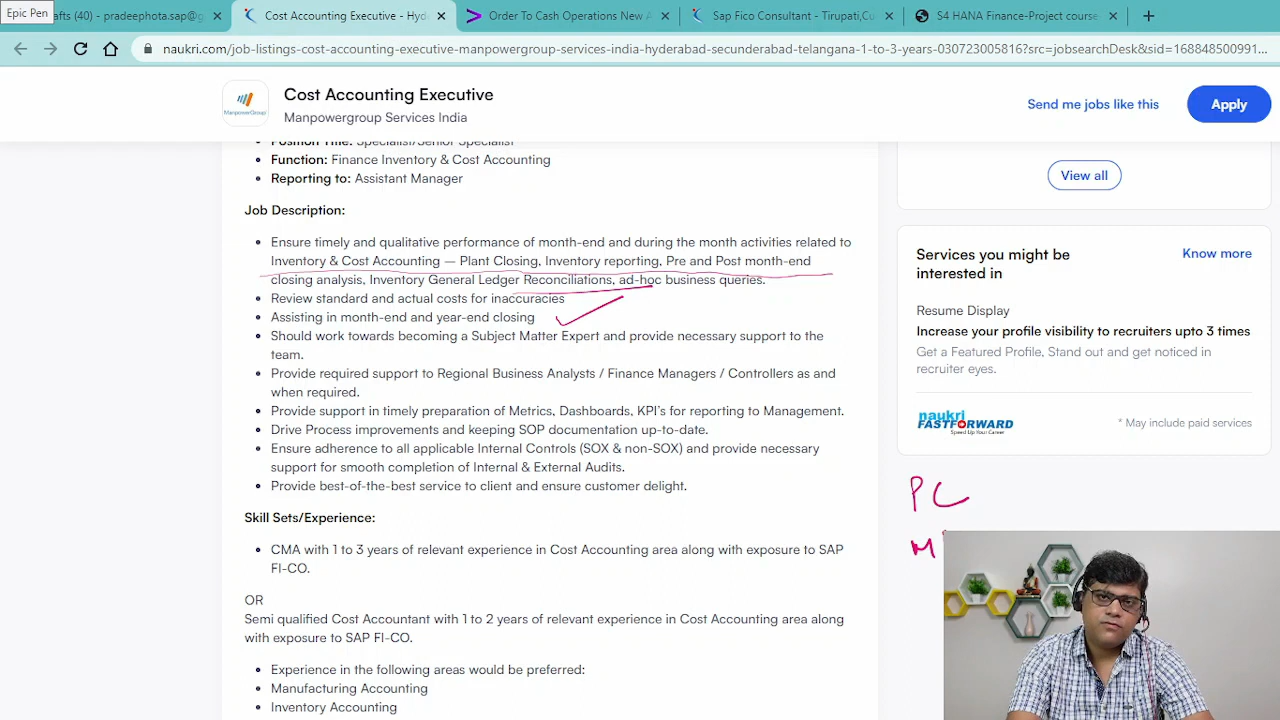 Epic Pen
fs (40) - pradeephota.sap@g
Cost Accounting Executive - Hyde
Order To Cash Operations New A
Sap Fico Consultant - Tirupati,Cu
S4 HANA Finance-Project course
naukri.com/job-listings-cost-accounting-executive-manpowergroup-services-india-hyderabad-secunderabad-telangana-1-to-3-years-030723005816?src=jobsearchDesk&sid=168848500991...
ManpowerGroup
Cost Accounting Executive
Manpowergroup Services India
Send me jobs like this
Apply
Position Title: Specialist/Senior Specialist
Function: Finance Inventory & Cost Accounting
Reporting to: Assistant Manager
Job Description:
Ensure timely and qualitative performance of month-end and during the month activities related to
Inventory & Cost Accounting – Plant Closing, Inventory reporting, Pre and Post month-end
closing analysis, Inventory General Ledger Reconciliations, ad-hoc business queries.
Review standard and actual costs for inaccuracies
Assisting in month-end and year-end closing
Should work towards becoming a Subject Matter Expert and provide necessary support to the
team.
Provide required support to Regional Business Analysts / Finance Managers / Controllers as and
when required.
Provide support in timely preparation of Metrics, Dashboards, KPI's for reporting to Management.
Drive Process improvements and keeping SOP documentation up-to-date.
Ensure adherence to all applicable Internal Controls (SOX & non-SOX) and provide necessary
support for smooth completion of Internal & External Audits.
Provide best-of-the-best service to client and ensure customer delight.
Skill Sets/Experience:
CMA with 1 to 3 years of relevant experience in Cost Accounting area along with exposure to SAP
FI-CO.
OR
Semi qualified Cost Accountant with 1 to 2 years of relevant experience in Cost Accounting area along
with exposure to SAP FI-CO.
Experience in the following areas would be preferred:
Manufacturing Accounting
Inventory Accounting
View all
Services you might be
interested in
Know more
Resume Display
Increase your profile visibility to recruiters upto 3 times
Get a Featured Profile, Stand out and get noticed in
recruiter eyes.
naukri
FASTFORWARD
Speed Up Your Career
* May include paid services
PC
M